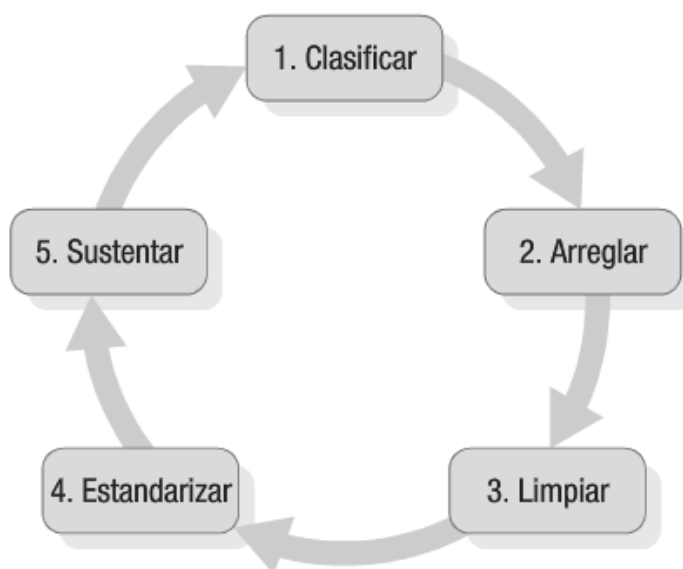 1. Clasificar
2. Arreglar
3. Limpiar
4. Estandarizar
5. Sustentar